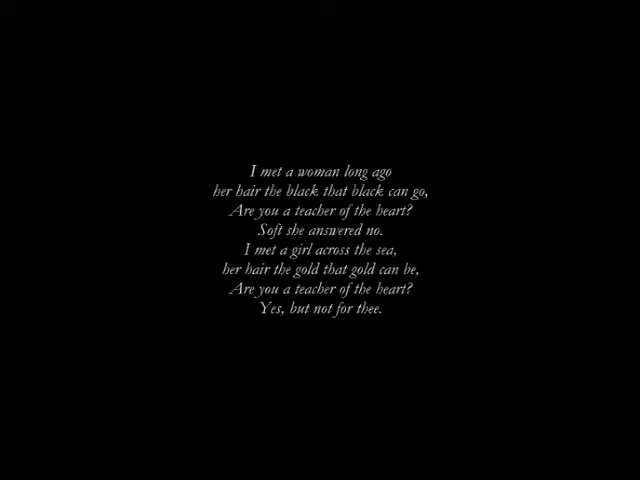 I met a woman long ago
her hair the black that black can go,
Are you a teacher of the heart?
Soft she answered no.
I met a girl across the sea,
her hair the gold that gold can be,
Are you a teacher of the heart?
Yes, but not for thee.